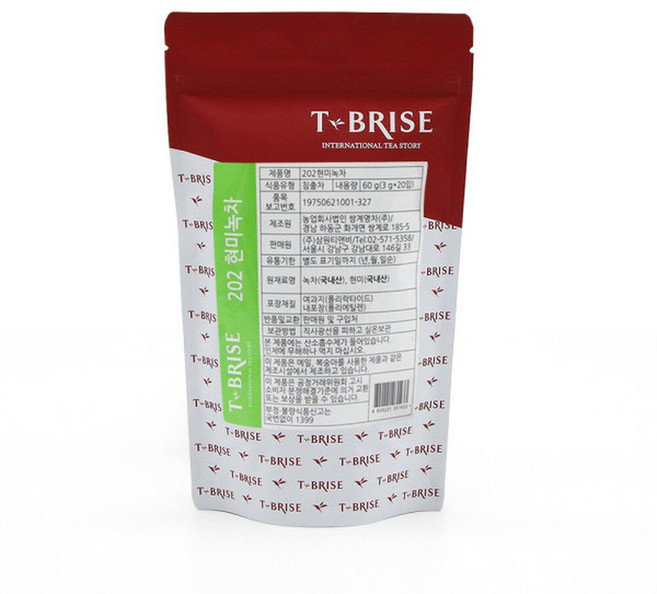 T BRISE
INTERNATIONAL TEA STORY
202 현미녹차
T BRISE
제품명 202현미녹차
식품유형 침출차 내용량 60 g(3 g*20입)
품목보고번호 19750621001-327
제조원 농업회사법인 쌍계명차(주)/
경남 하동군 화개면 쌍계로 185-5
판매원 (주)삼원티앤비/Tel:02-571-5358/
서울시 강남구 강남대로 146길 33
유통기한 별도 표기일까지 (년,월,일순)
원재료명 녹차(국내산), 현미(국내산)
포장재질 여과지(폴리락타이드)
내포장(폴리에틸렌)
반품및교환 판매원 및 구입처
보관방법 직사광선을 피하고 실온보관
본 제품에는 산소흡수제가 들어있습니다.
인체에 무해하나 먹지 마십시오.
이 제품은 메밀, 복숭아를 사용한 제품과 같은
제조시설에서 제조하고 있습니다.
이 제품은 공정거래위원회 고시
소비자 분쟁해결기준에 의거 교환
또는 보상을 받을 수 있습니다.
부정·불량식품신고는
국번없이 1399
T BRISE
T BRISE T BRISE T BRISE
T BRISE T BRISE T BRISE
T BRISE T BRISE T BRISE
T BRISE T BRISE T BRISE